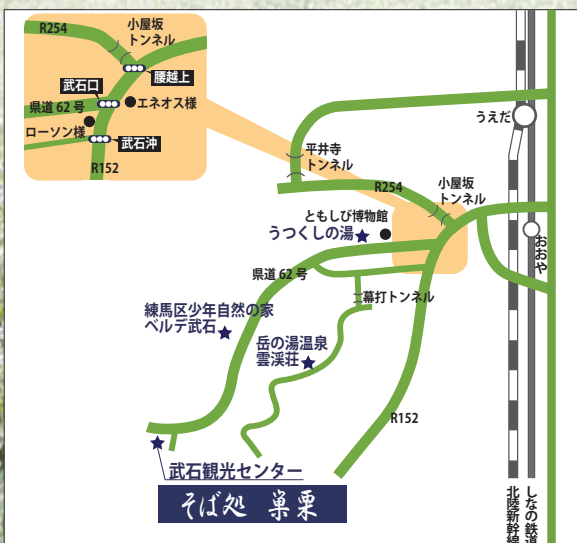 R254
小屋坂
トンネル
腰越上
武石口
エネオス様
県道 62 号
ローソン様
武石沖
R152
うえだ
平井寺
トンネル
R254
小屋坂
トンネル
ともしび博物館
うつくしの湯
おおや
県道 62 号
二幕打トンネル
練馬区少年自然の家
ベルデ武石
岳の湯温泉
雲渓荘
R152
武石観光センター
そば処 巣栗
しなの鉄道
北陸新幹線